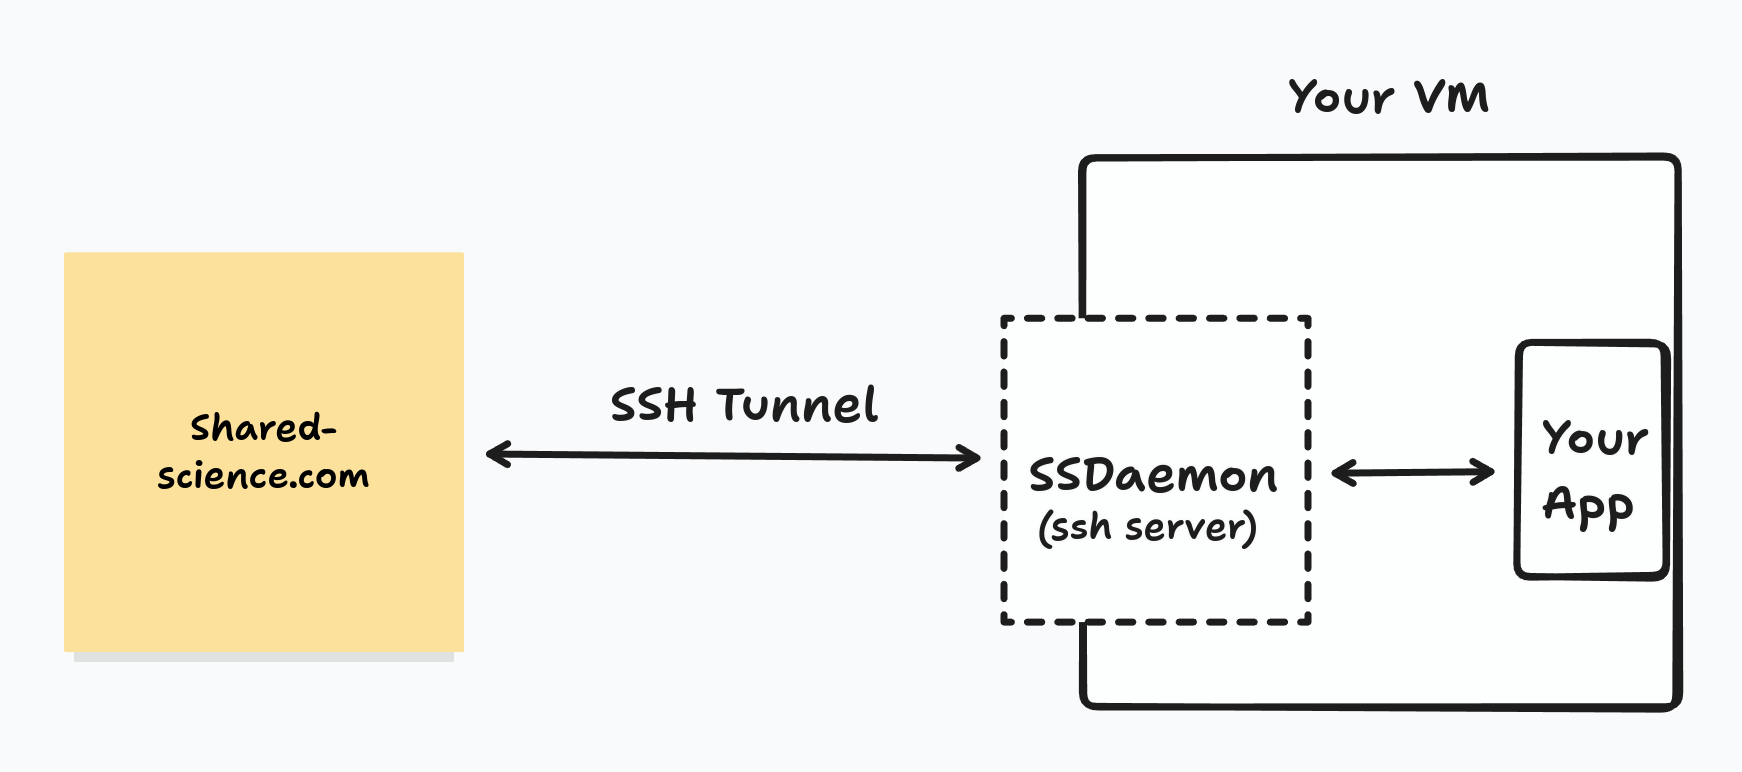 Your VM
Shared-
science.com
SSH Tunnel
SSDaemon
(ssh server)
Your
App